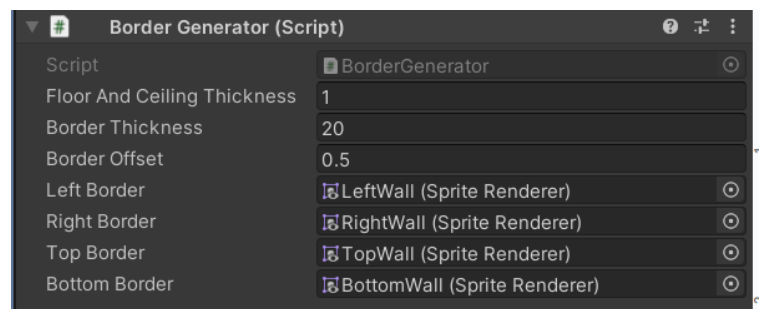 # Border Generator (Script)
Script BorderGenerator
Floor And Ceiling Thickness 1
Border Thickness 20
Border Offset 0.5
Left Border LeftWall (Sprite Renderer)
Right Border RightWall (Sprite Renderer)
Top Border TopWall (Sprite Renderer)
Bottom Border BottomWall (Sprite Renderer)